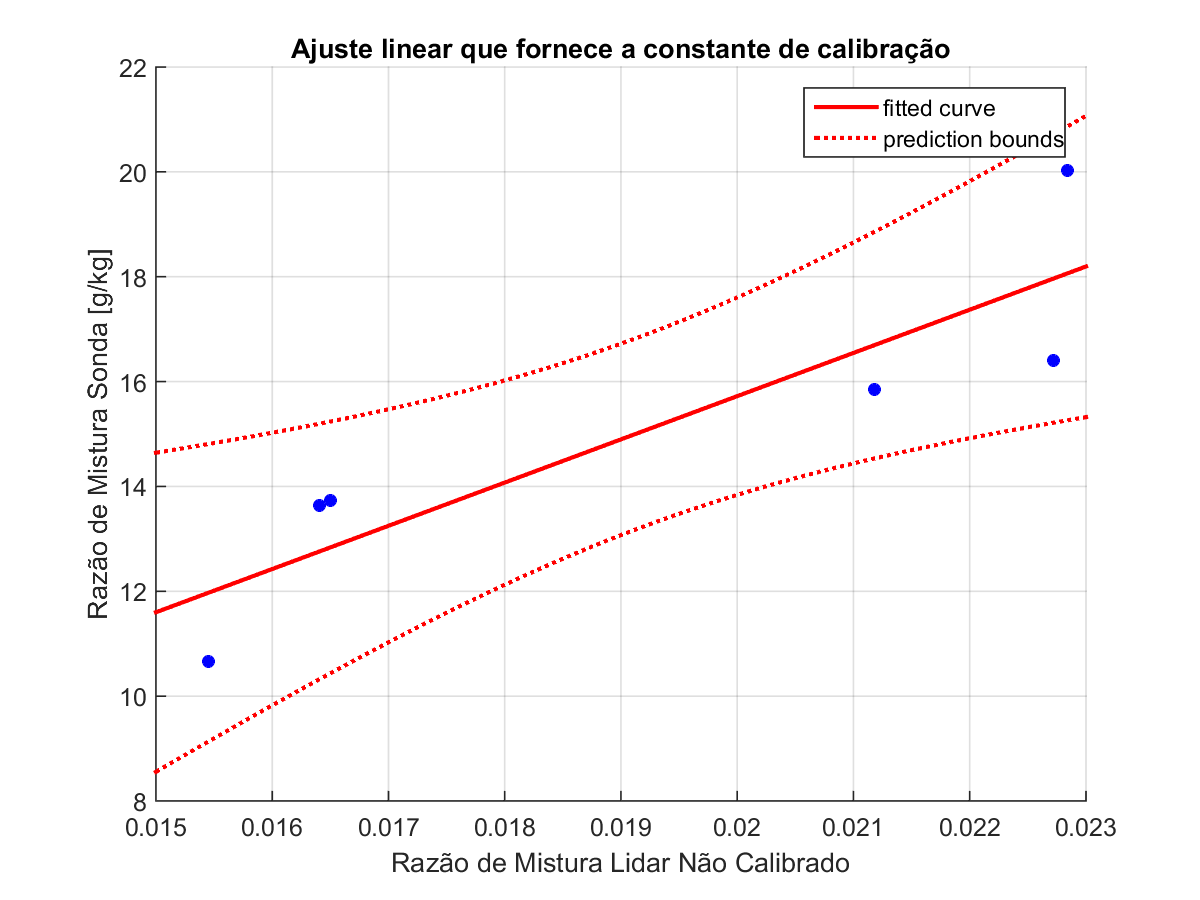 Ajuste linear que fornece a constante de calibração
22
20
18
16
14
12
10
8
Razão de Mistura Sonda [g/kg]
fitted curve
prediction bounds
0.015 0.016 0.017 0.018 0.019 0.02 0.021 0.022 0.023
Razão de Mistura Lidar Não Calibrado